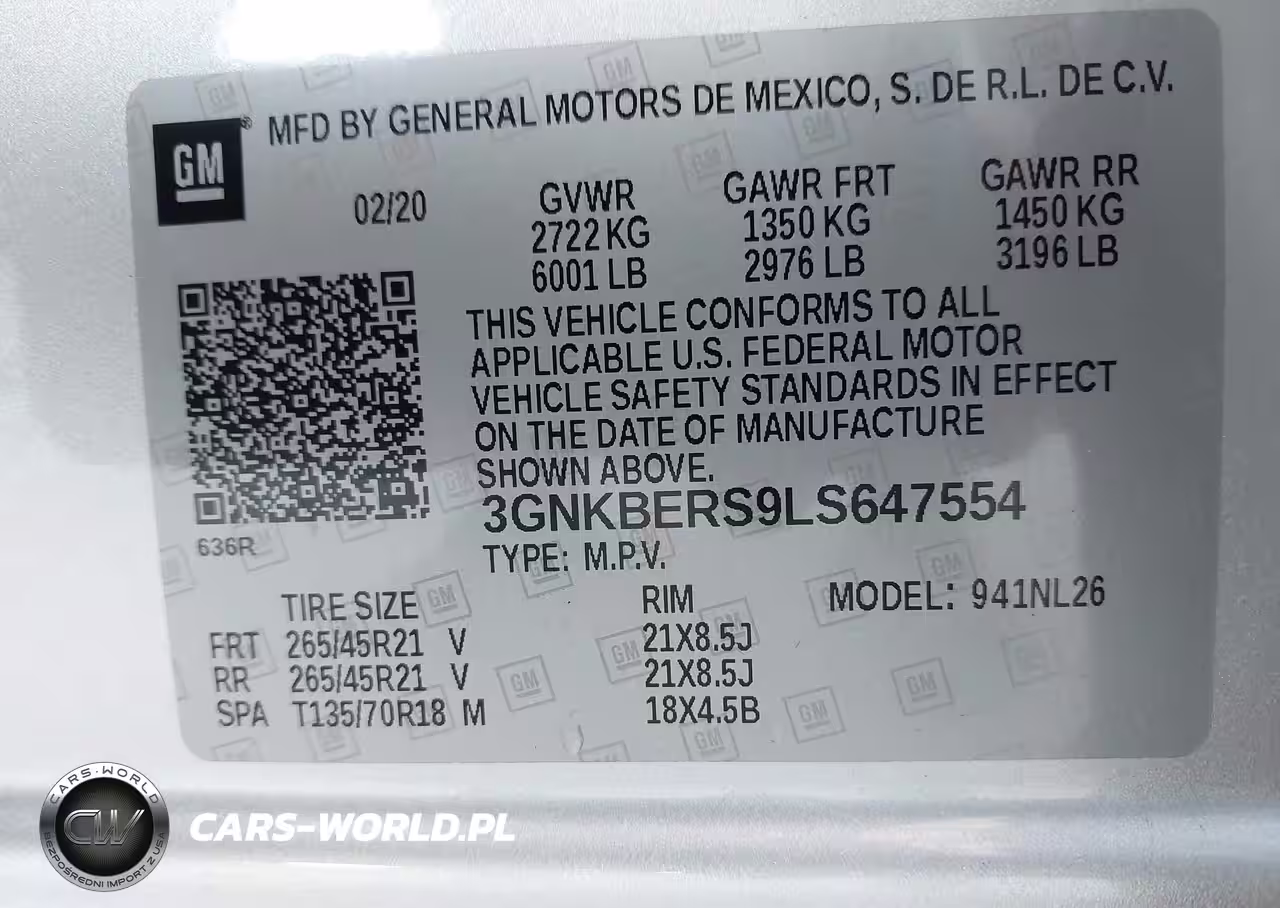 MFD BY GENERAL MOTORS DE MEXICO, S. DE R.L. DE C.V.
GM ®
02/20
GVWR GAWR FRT GAWR RR
2722 KG 1350 KG 1450 KG
6001 LB 2976 LB 3196 LB
THIS VEHICLE CONFORMS TO ALL
APPLICABLE U.S. FEDERAL MOTOR
VEHICLE SAFETY STANDARDS IN EFFECT
ON THE DATE OF MANUFACTURE
SHOWN ABOVE.
3GNKBERS9LS647554
636R
TYPE: M.P.V.
TIRE SIZE RIM MODEL: 941NL26
FRT 265/45R21 V 21X8.5J
RR 265/45R21 V 21X8.5J
SPA T135/70R18 M 18X4.5B
CARS-WORLD
CW
BEZPOŚREDNI IMPORT Z USA
CARS-WORLD.PL